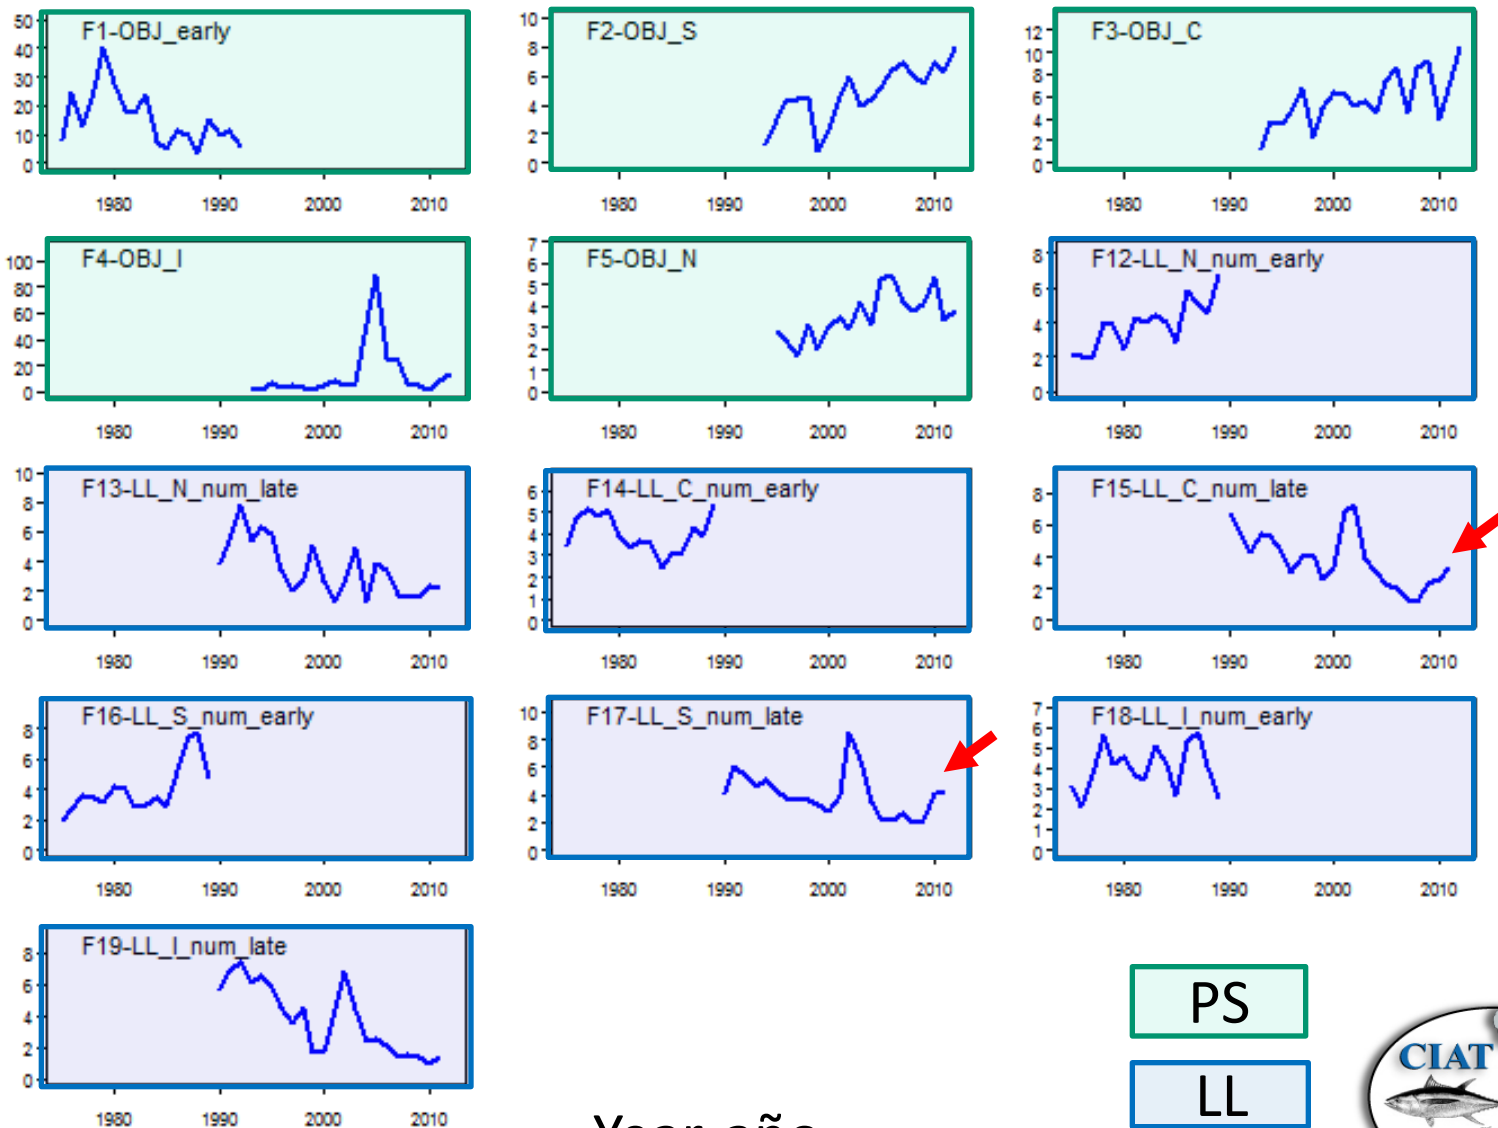 F1-OBJ_early
50
40
30
20
10
0
1980 1990 2000 2010
F2-OBJ_S
10
8
6
4
2
0
1980 1990 2000 2010
F3-OBJ_C
12
10
8
6
4
2
0
1980 1990 2000 2010
F4-OBJ_I
100
80
60
40
20
0
1980 1990 2000 2010
F5-OBJ_N
7
6
5
4
3
2
1
0
1980 1990 2000 2010
F12-LL_N_num_early
8
6
4
2
0
1980 1990 2000 2010
F13-LL_N_num_late
10
8
6
4
2
0
1980 1990 2000 2010
F14-LL_C_num_early
6
5
4
3
2
1
0
1980 1990 2000 2010
F15-LL_C_num_late
8
6
4
2
0
1980 1990 2000 2010
F16-LL_S_num_early
8
6
4
2
0
1980 1990 2000 2010
F17-LL_S_num_late
10
8
6
4
2
0
1980 1990 2000 2010
F18-LL_I_num_early
7
6
5
4
3
2
1
0
1980 1990 2000 2010
F19-LL_I_num_late
8
6
4
2
0
1980 1990 2000 2010
PS
LL
CIAT
Year año